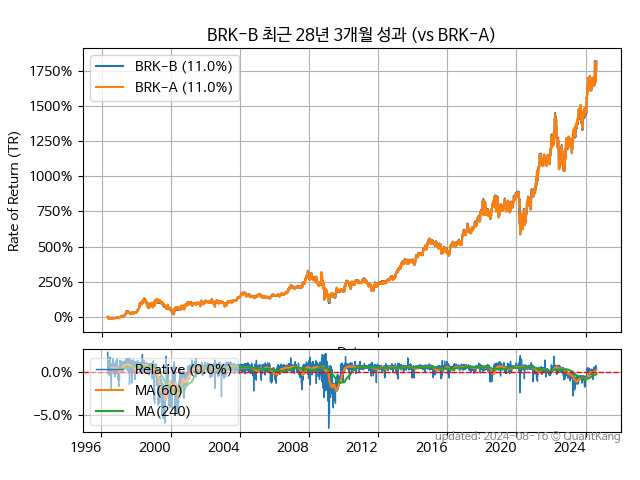 BRK-B 최근 28년 3개월 성과 (vs BRK-A)
Rate of Return (TR)
1750%
1500%
1250%
1000%
750%
500%
250%
0%
BRK-B (11.0%)
BRK-A (11.0%)
0.0%
−5.0%
Relative (0.0%)
MA(60)
MA(240)
1996 2000 2004 2008 2012 2016 2020 2024
updated: 2024-08-16 © QuantKang